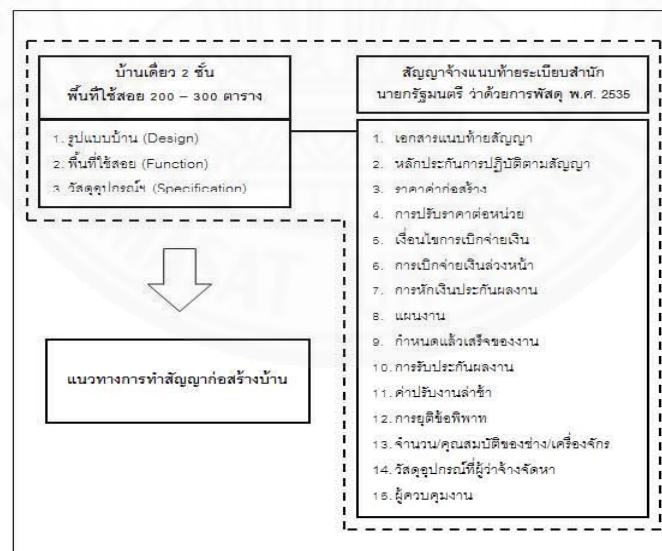 บ้านเดี่ยว 2 ชั้น
พื้นที่ใช้สอย 200 – 300 ตาราง
1. รูปแบบบ้าน (Design)
2. พื้นที่ใช้สอย (Function)
3. วัสดุอุปกรณ์ฯ (Specification)
สัญญาจ้างแนบท้ายระเบียบสำนัก
นายกรัฐมนตรี ว่าด้วยการพัสดุ พ.ศ. 2535
1. เอกสารแนบท้ายสัญญา
2. หลักประกันการปฏิบัติตามสัญญา
3. ราคาค่าก่อสร้าง
4. การปรับราคาต่อหน่วย
5. เงื่อนไขการเบิกจ่ายเงิน
6. การเบิกจ่ายเงินล่วงหน้า
7. การหักเงินประกันผลงาน
8. แผนงาน
9. กำหนดแล้วเสร็จของงาน
10. การรับประกันผลงาน
11. ค่าปรับงานล่าช้า
12. การยุติข้อพิพาท
13. จำนวน/คุณสมบัติของช่าง/เครื่องจักร
14. วัสดุอุปกรณ์ที่ผู้ว่าจ้างจัดหา
15. ผู้ควบคุมงาน
แนวทางการทำสัญญาก่อสร้างบ้าน